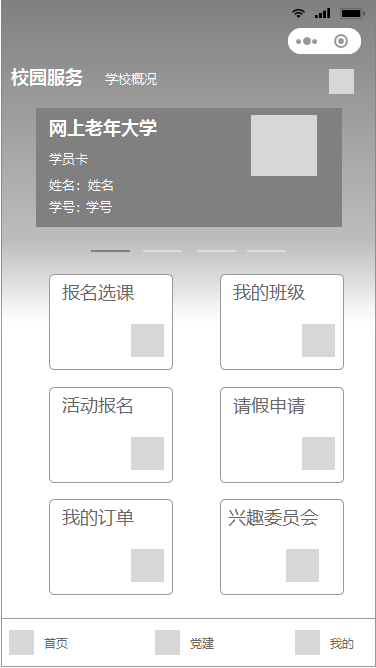 校园服务 学校概况
网上老年大学
学员卡
姓名：姓名
学号：学号
报名选课 我的班级
活动报名 请假申请
我的订单 兴趣委员会
首页 党建 我的